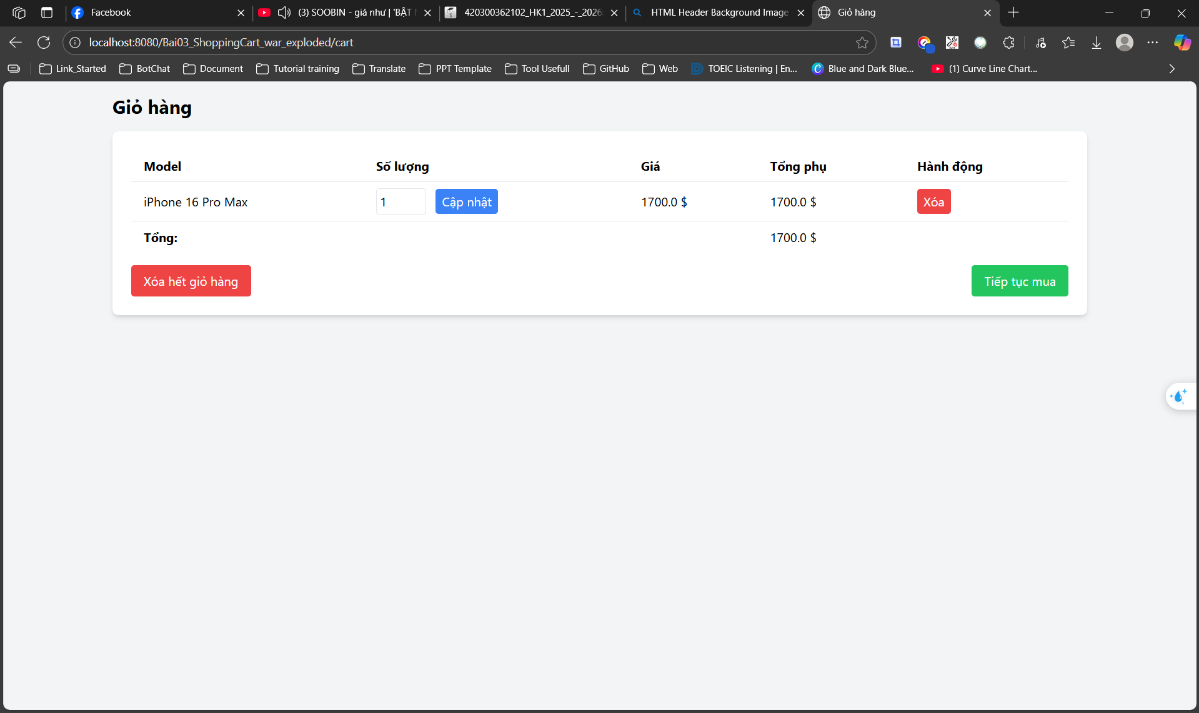 Facebook
(3) SOOBIN - giá như | 'BẬT
420300362102_HK1_2025_-_2026
HTML Header Background Image
Giỏ hàng
localhost:8080/Bai03_ShoppingCart_war_exploded/cart
Link_Started
BotChat
Document
Tutorial training
Translate
PPT Template
Tool Usefull
GitHub
Web
TOEIC Listening | En...
Blue and Dark Blue...
(1) Curve Line Chart...
Giỏ hàng
Model Số lượng Giá Tổng phụ Hành động
iPhone 16 Pro Max 1 Cập nhật 1700.0 $ 1700.0 $ Xóa
Tổng: 1700.0 $
Xóa hết giỏ hàng Tiếp tục mua